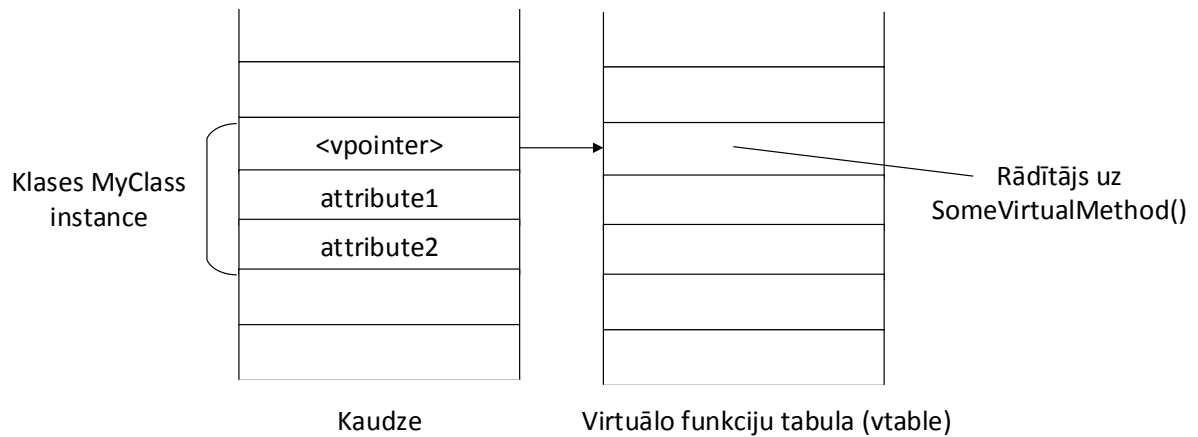 <vpointer>
Klases MyClass
instance
attribute1
attribute2
Rādītājs uz
SomeVirtualMethod()
Kaudze
Virtuālo funkciju tabula (vtable)